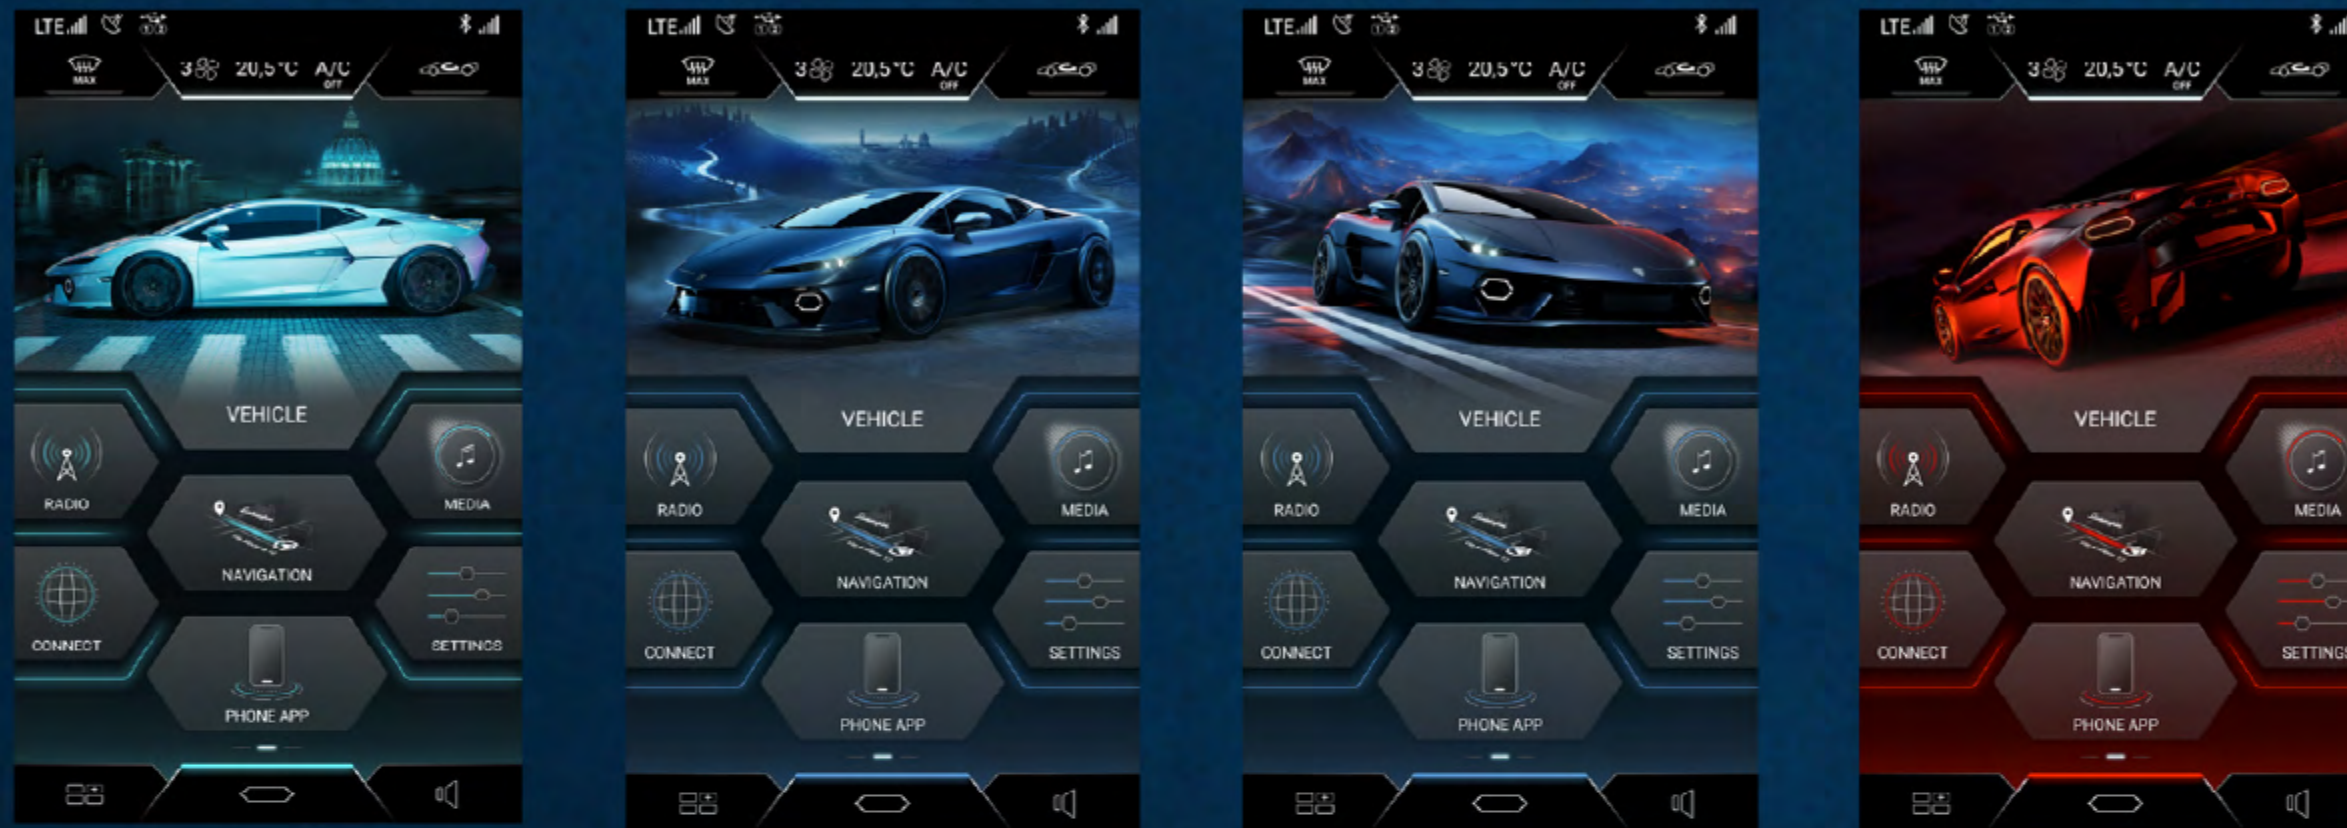 LTE
MAX
3 20,5°C A/C
OFF
VEHICLE
RADIO
MEDIA
NAVIGATION
CONNECT
SETTINGS
PHONE APP
LTE
MAX
3 20,5°C A/C
OFF
VEHICLE
RADIO
MEDIA
NAVIGATION
CONNECT
SETTINGS
PHONE APP
LTE
MAX
3 20,5°C A/C
OFF
VEHICLE
RADIO
MEDIA
NAVIGATION
CONNECT
SETTINGS
PHONE APP
LTE
MAX
3 20,5°C A/C
OFF
VEHICLE
RADIO
MEDIA
NAVIGATION
CONNECT
SETTINGS
PHONE APP